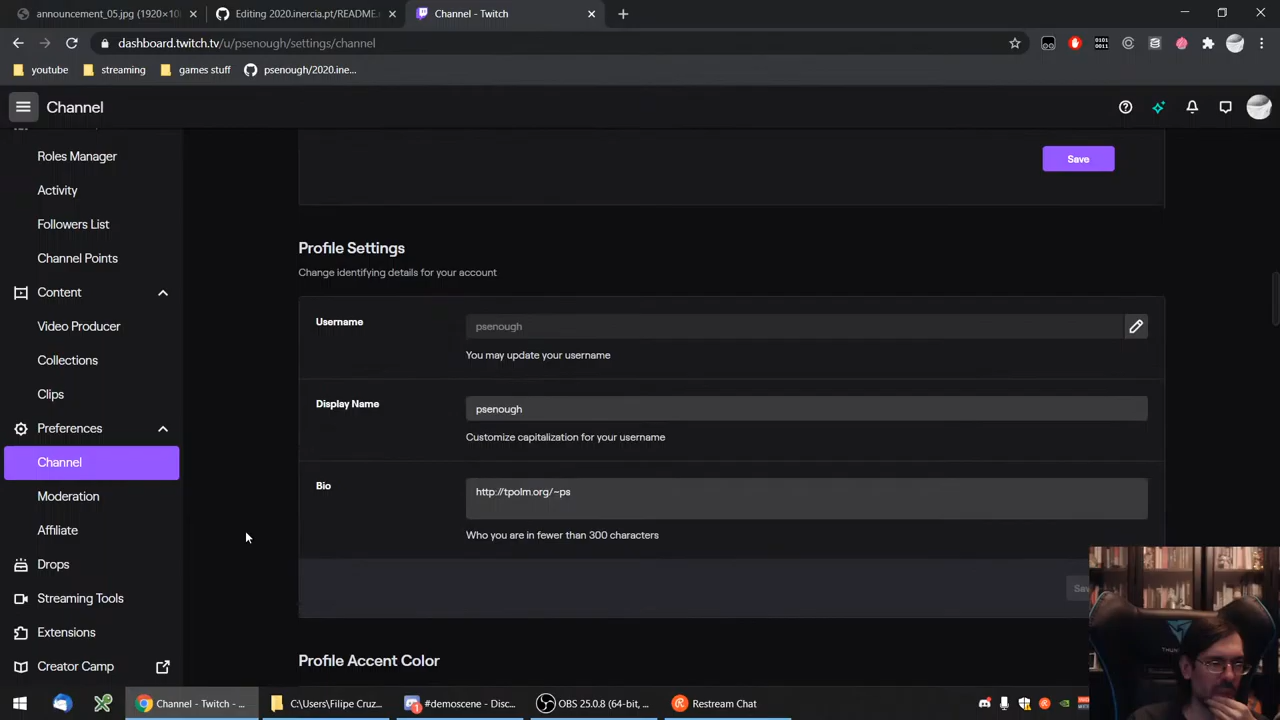 announcement_05.jpg (1920×10
Editing 2020.inercia.pt/README.
Channel - Twitch
dashboard.twitch.tv/u/psenough/settings/channel
youtube
streaming
games stuff
psenough/2020.ine...
Channel
Roles Manager
Activity
Followers List
Channel Points
Content
Video Producer
Collections
Clips
Preferences
Channel
Moderation
Affiliate
Drops
Streaming Tools
Extensions
Creator Camp
Save
Profile Settings
Change identifying details for your account
Username
psenough
You may update your username
Display Name
psenough
Customize capitalization for your username
Bio
http://tpolm.org/~ps
Who you are in fewer than 300 characters
Profile Accent Color
Channel - Twitch - ...
C:\Users\Filipe Cruz...
#demoscene - Disc...
OBS 25.0.8 (64-bit, ...
Restream Chat